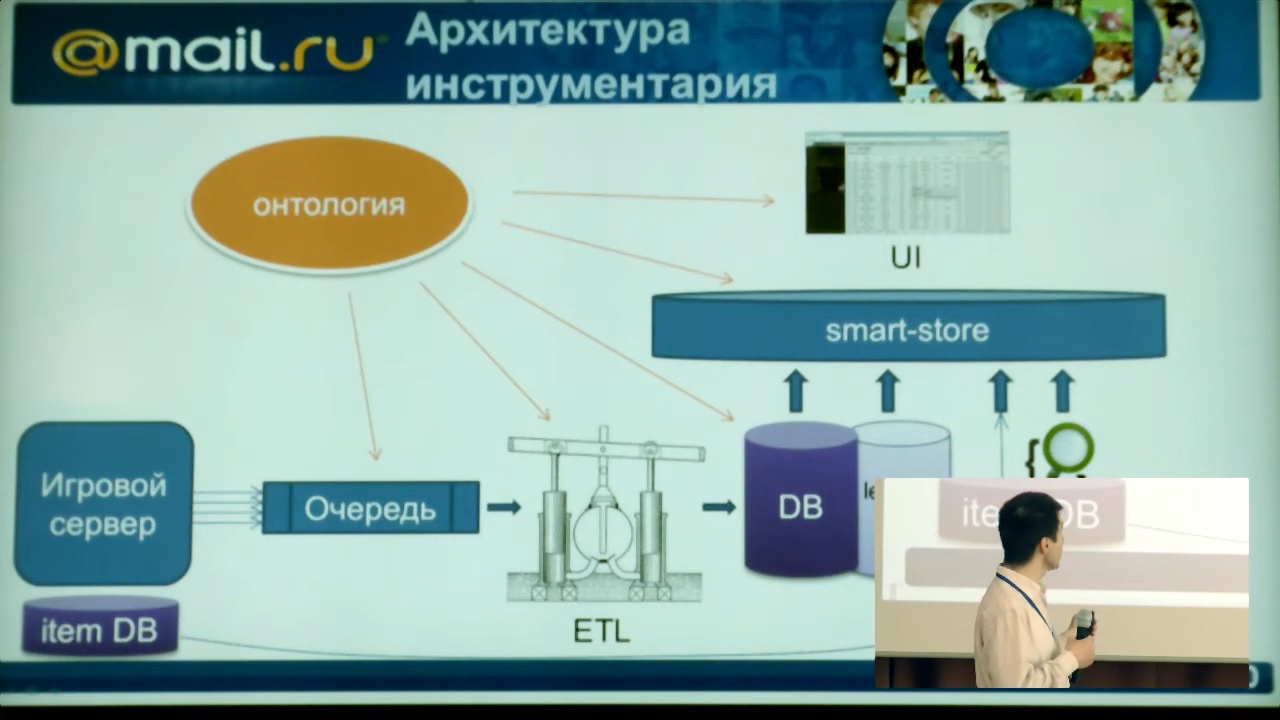 @mail.ru
Архитектура
инструментария
онтология
UI
smart-store
Игровой
сервер
Очередь
DB
{
item DB
ETL